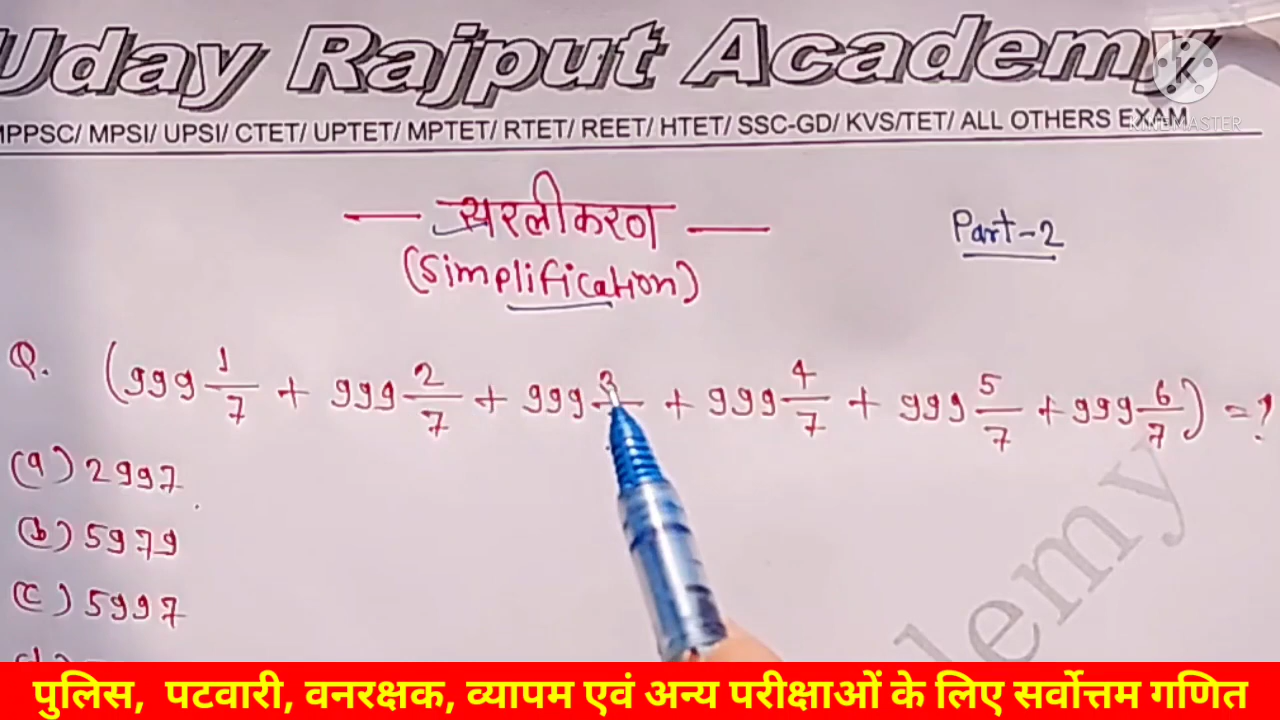 Uday Rajput Academy
MPPSC/ MPSI/ UPSI/ CTET/ UPTET/ MPTET/ RTET/ REET/ HTET/ SSC-GD/ KVS/TET/ ALL OTHERS EXAM
K
KINEMASTER
सरलीकरण
Part-2
(Simplification)
Q. (999 1/7 + 999 2/7 + 999 3/ + 999 4/7 + 999 5/7 + 999 6/7) = ?
(a) 2997
(b) 5979
(c) 5997
demy
पुलिस, पटवारी, वनरक्षक, व्यापम एवं अन्य परीक्षाओं के लिए सर्वोत्तम गणित